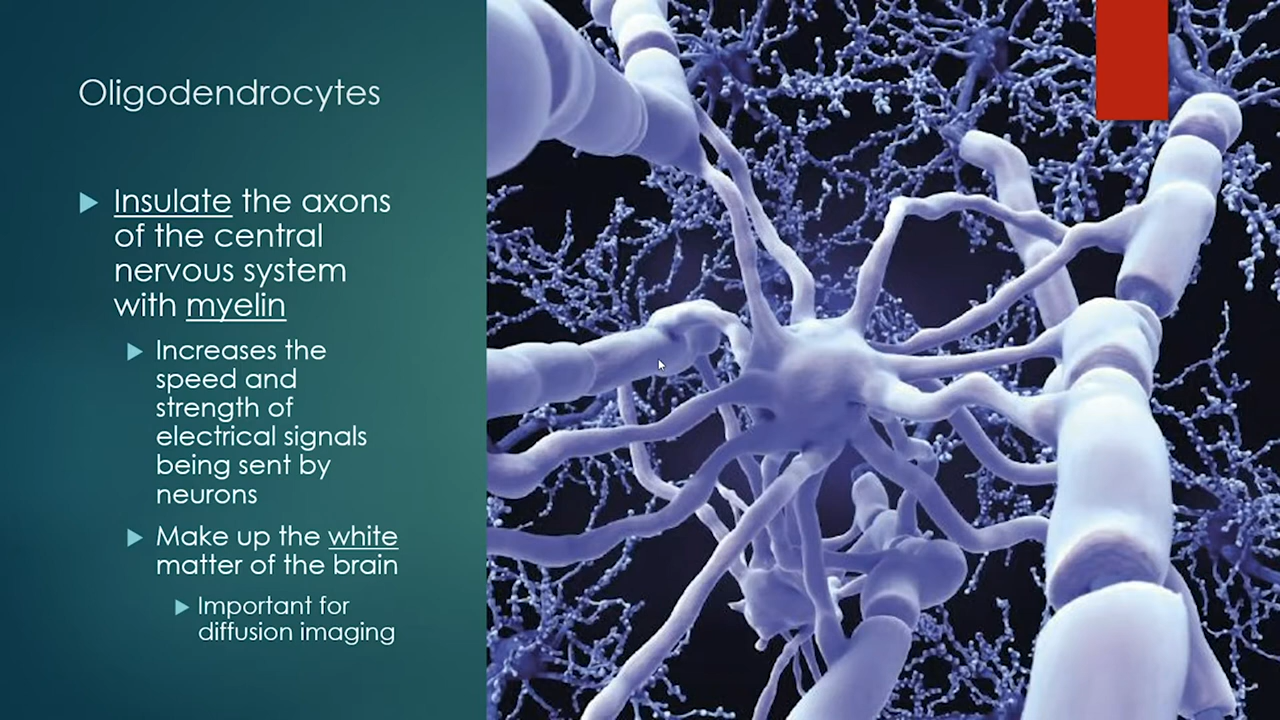 Oligodendrocytes
Insulate the axons
of the central
nervous system
with myelin
Increases the
speed and
strength of
electrical signals
being sent by
neurons
Make up the white
matter of the brain
Important for
diffusion imaging